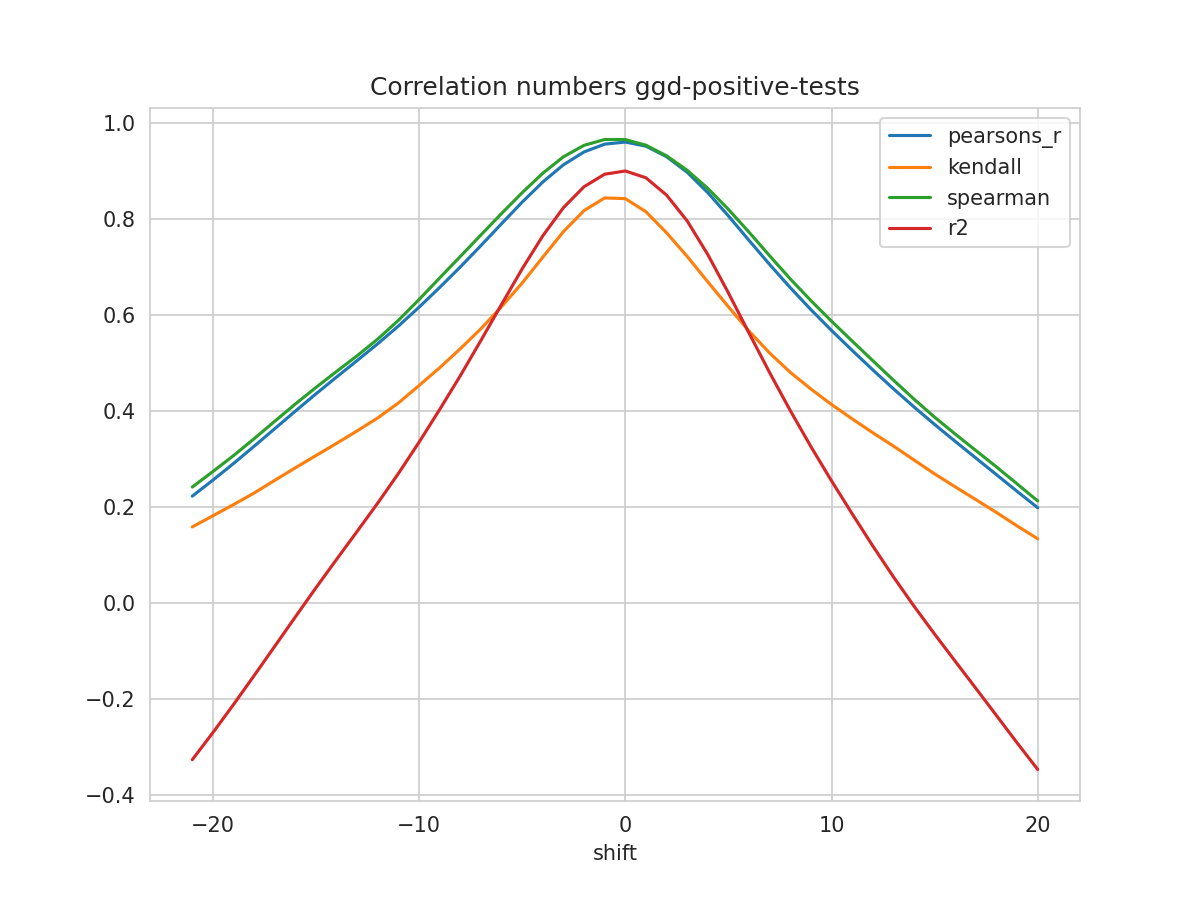 Correlation numbers ggd-positive-tests
1.0
0.8
0.6
0.4
0.2
0.0
−0.2
−0.4
pearsons_r
kendall
spearman
r2
−20
−10
0
10
20
shift